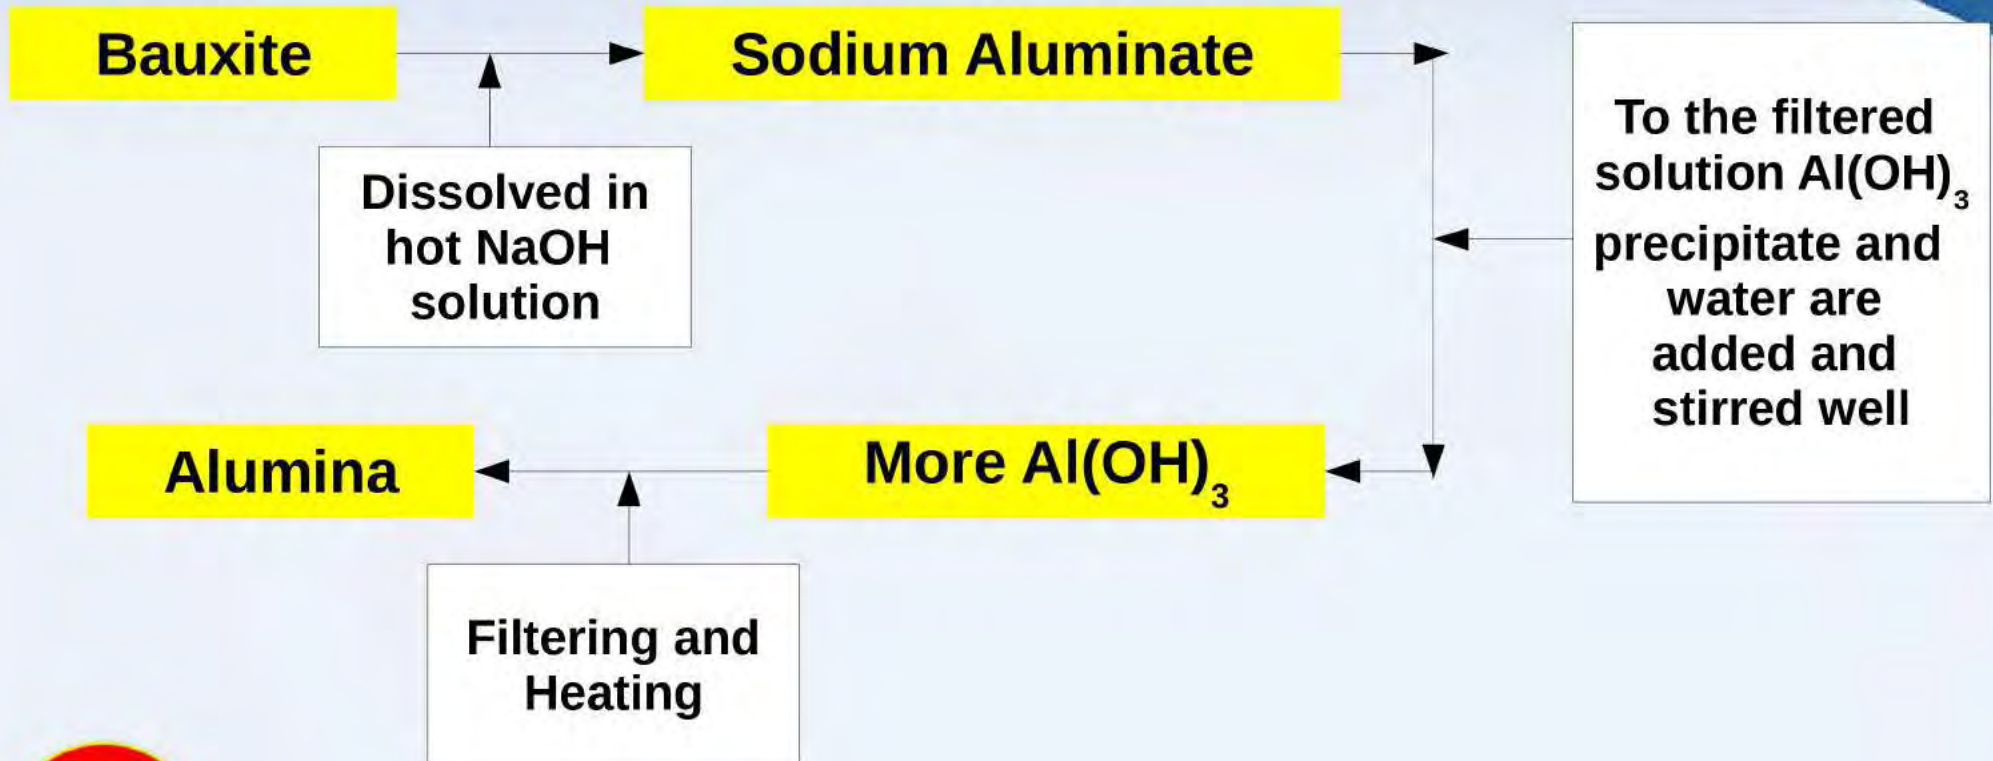 Bauxite
Sodium Aluminate
Dissolved in
hot NaOH
solution
To the filtered
solution Al(OH)₃
precipitate and
water are
added and
stirred well
More Al(OH)₃
Alumina
Filtering and
Heating